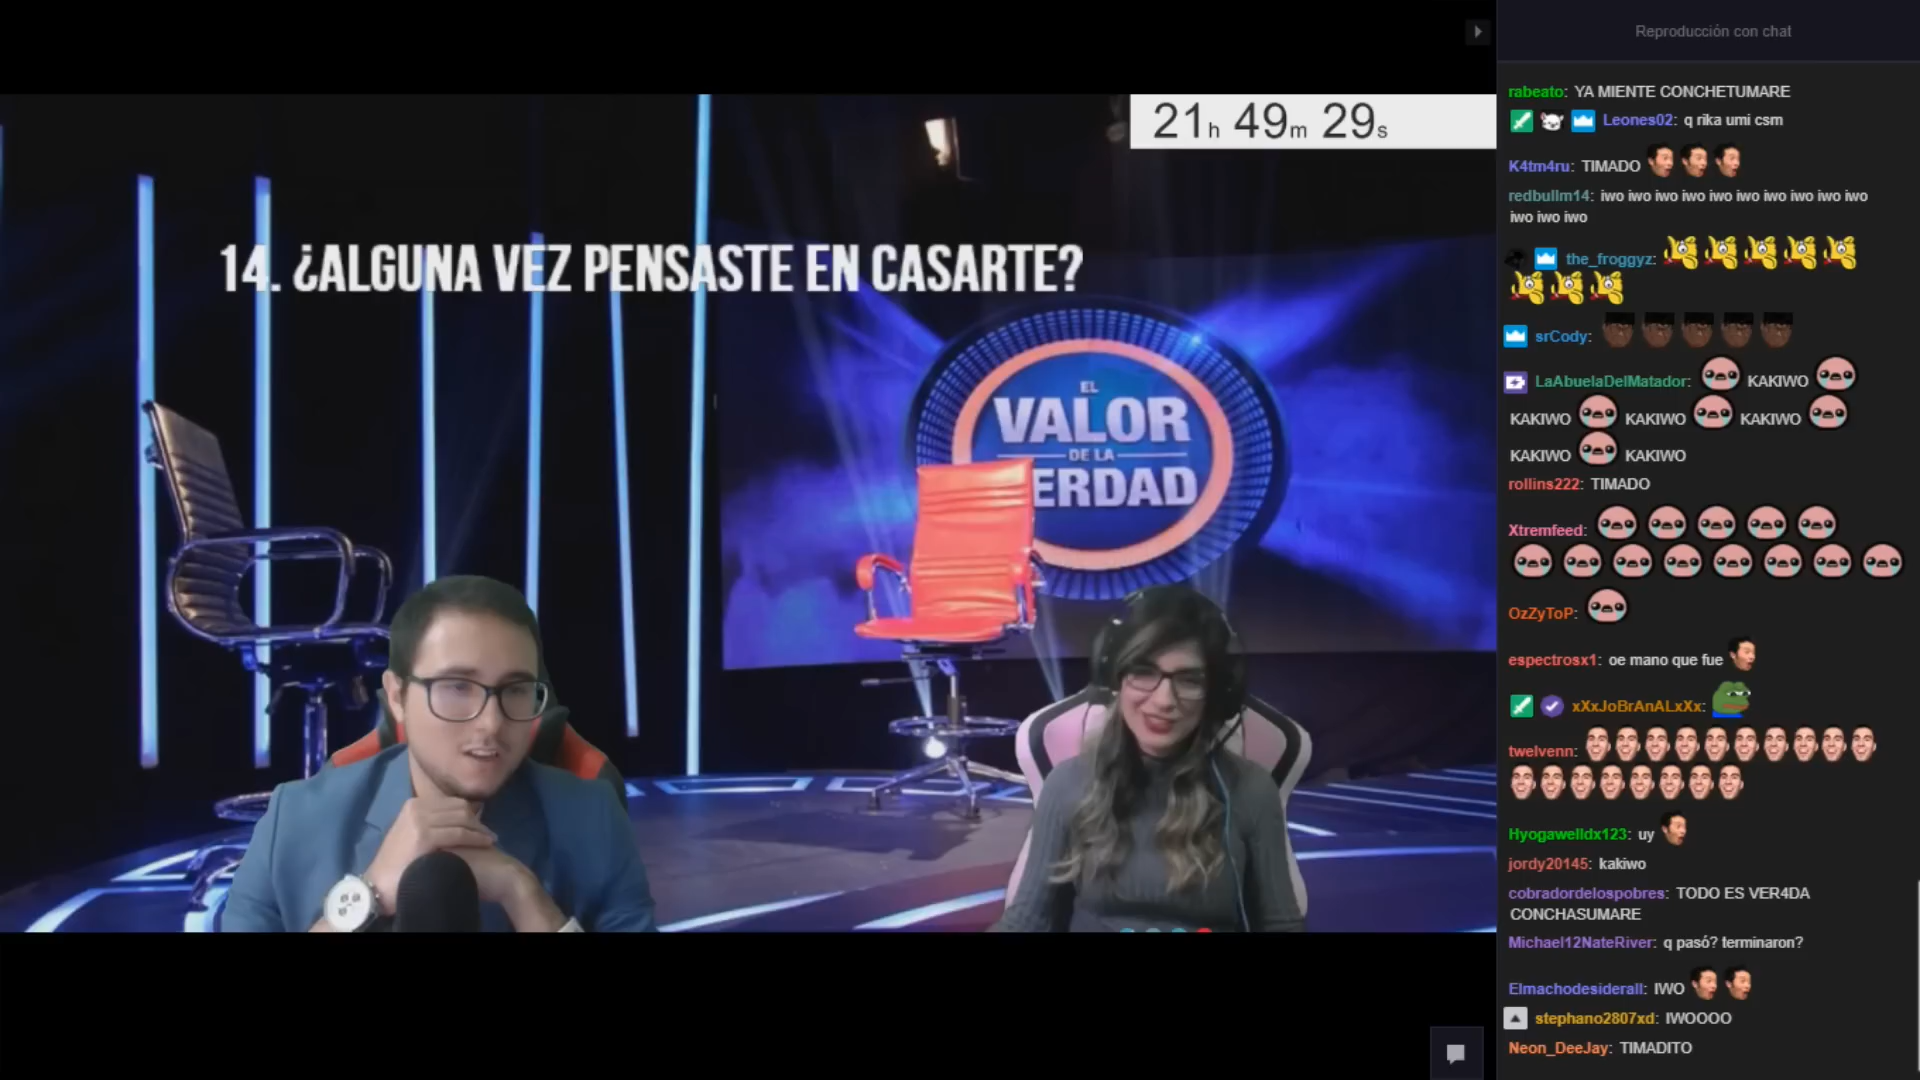 Reproducción con chat
21h 49m 29s
14. ¿ALGUNA VEZ PENSASTE EN CASARTE?
EL
VALOR
DE LA
ERDAD
rabeato: YA MIENTE CONCHETUMARE
Leones02: q rika umi csm
K4tm4ru: TIMADO
redbullm14: iwo iwo iwo iwo iwo iwo iwo iwo iwo iwo
iwo iwo iwo
the_froggyz:
srCody:
LaAbuelaDelMatador: KAKIWO
KAKIWO KAKIWO KAKIWO
KAKIWO KAKIWO
rollins222: TIMADO
Xtremfeed:
OzZyToP:
espectrosx1: oe mano que fue
xXxJoBrAnALxXx:
twelvenn:
Hyogawelldx123: uy
jordy20145: kakiwo
cobradordelospobres: TODO ES VER4DA
CONCHASUMARE
Michael12NateRiver: q pasó? terminaron?
Elmachodesiderall: IWO
stephano2807xd: IWOOOO
Neon_DeeJay: TIMADITO